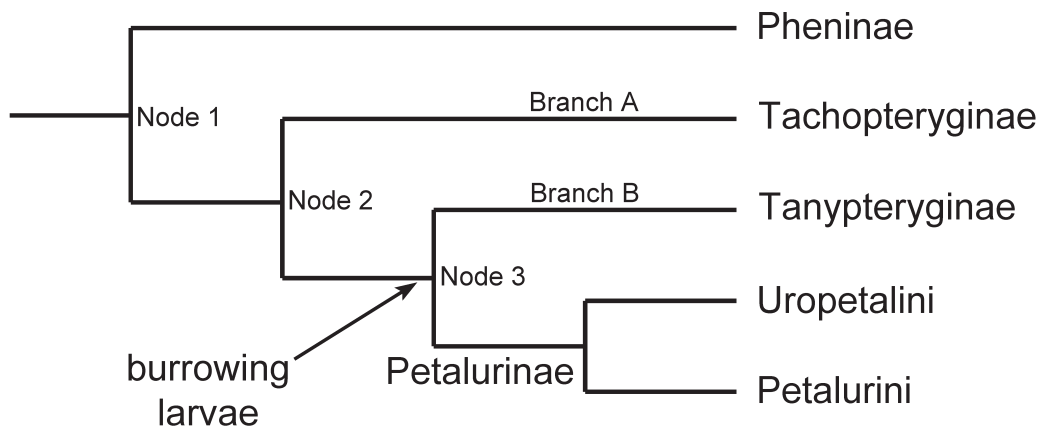 Pheninae
Node 1
Branch A
Tachopteryginae
Node 2
Branch B
Tanypteryginae
Node 3
Uropetalini
burrowing
larvae
Petalurinae
Petalurini